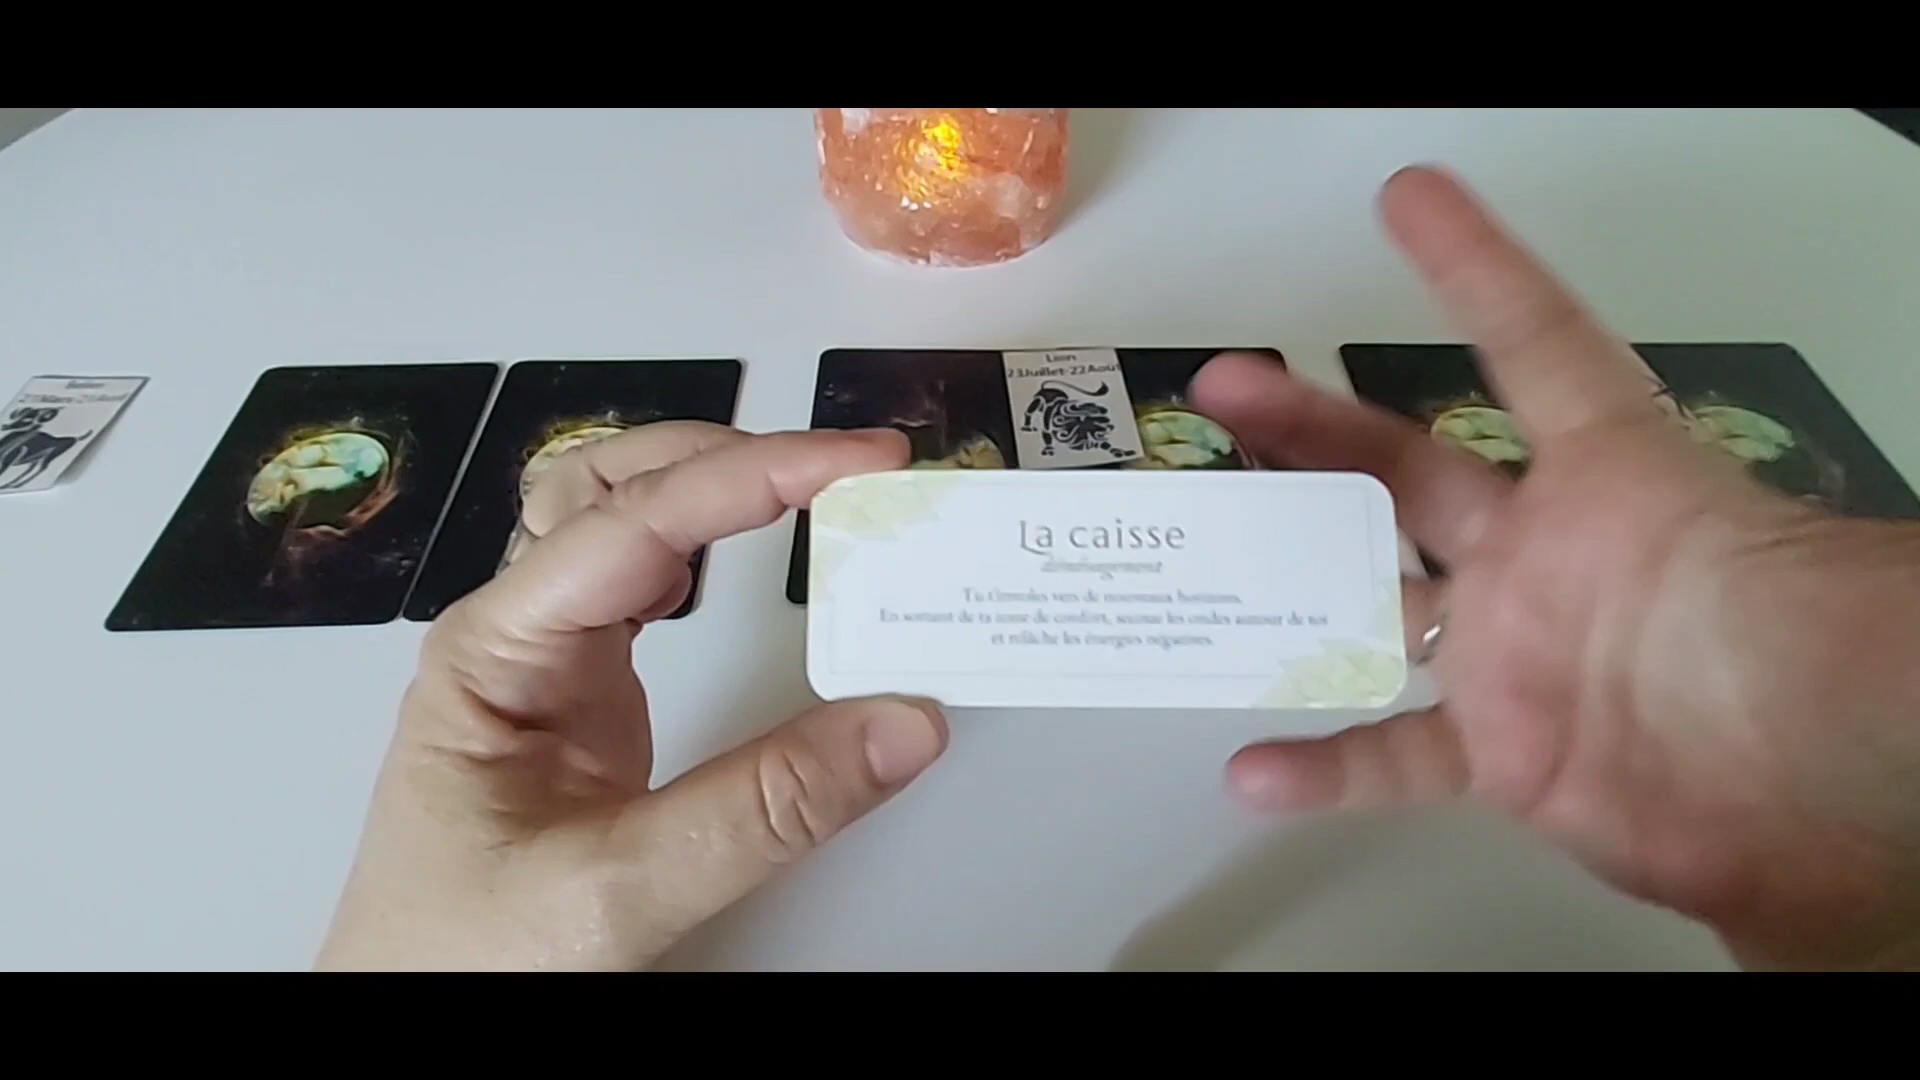 Lion
23Juillet-22Août
La caisse
déménagement
Tu t'envoles vers de nouveaux horizons.
En sortant de ta zone de confort, secoue les ondes autour de toi
et relâche les énergies négatives.